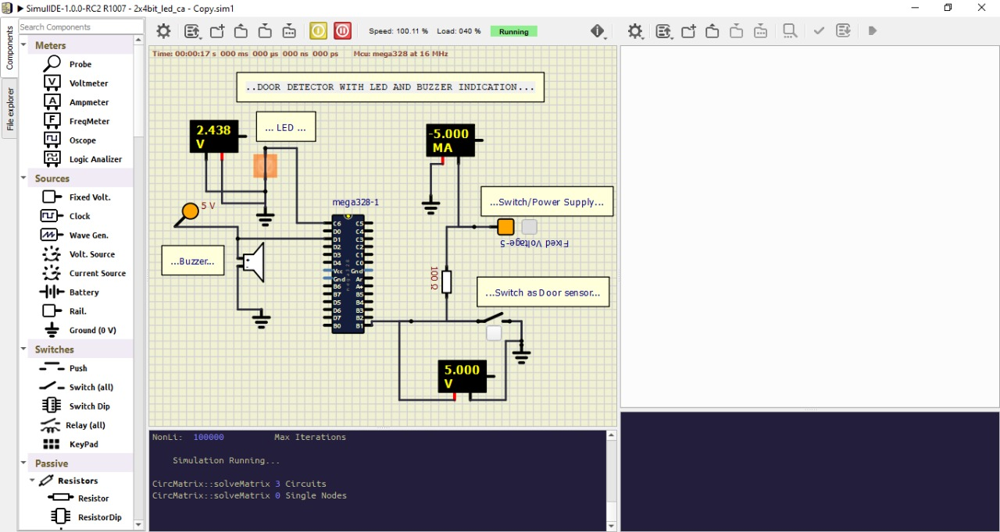 SimulIDE-1.0.0-RC2 R1007 - 2x4bit_led_ca - Copy.sim1
Components
File explorer
Search Components
Meters
Probe
Voltmeter
Ampmeter
FreqMeter
Oscope
Logic Analizer
Sources
Fixed Volt.
Clock
Wave Gen.
Volt. Source
Current Source
Battery
Rail.
Ground (0 V)
Switches
Push
Switch (all)
Switch Dip
Relay (all)
KeyPad
Passive
Resistors
Resistor
ResistorDip
Speed: 100.11 % Load: 040 % Running
Time: 00:00:17 s 000 ms 000 µs 000 ns 000 ps Mcu: mega328 at 16 MHz
..DOOR DETECTOR WITH LED AND BUZZER INDICATION...
2.438
V
... LED ...
-5.000
MA
...Switch/Power Supply...
Fixed Voltage-5
5 V
...Buzzer...
mega328-1
C6 C5
D0 C4
D1 C3
D2 C2
D3 C1
D4 C0
Vcc Gnd
Gnd Ar
B6 A+
B7 B5
D5 B4
D6 B3
D7 B2
B0 B1
mega328
100 Ω
...Switch as Door sensor...
5.000
V
NonLi: 100000 Max Iterations
Simulation Running...
CircMatrix::solveMatrix 3 Circuits
CircMatrix::solveMatrix 0 Single Nodes